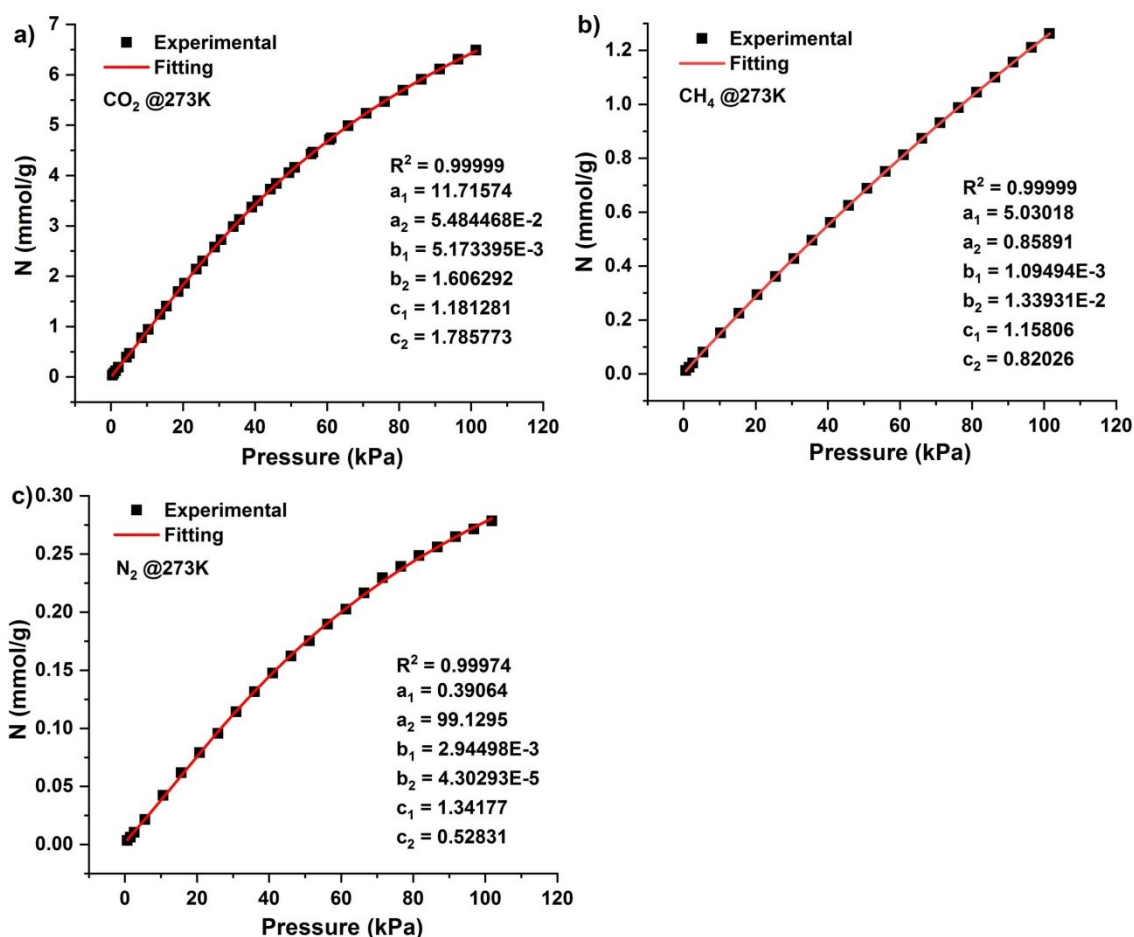 a)
Experimental
Fitting
CO₂ @273K
R² = 0.99999
a₁ = 11.71574
a₂ = 5.484468E-2
b₁ = 5.173395E-3
b₂ = 1.606292
c₁ = 1.181281
c₂ = 1.785773
N (mmol/g)
7
6
5
4
3
2
1
0
0 20 40 60 80 100 120
Pressure (kPa)
b)
Experimental
Fitting
CH₄ @273K
R² = 0.99999
a₁ = 5.03018
a₂ = 0.85891
b₁ = 1.09494E-3
b₂ = 1.33931E-2
c₁ = 1.15806
c₂ = 0.82026
N (mmol/g)
1.2
1.0
0.8
0.6
0.4
0.2
0.0
0 20 40 60 80 100 120
Pressure (kPa)
c)
Experimental
Fitting
N₂ @273K
R² = 0.99974
a₁ = 0.39064
a₂ = 99.1295
b₁ = 2.94498E-3
b₂ = 4.30293E-5
c₁ = 1.34177
c₂ = 0.52831
N (mmol/g)
0.30
0.25
0.20
0.15
0.10
0.05
0.00
0 20 40 60 80 100 120
Pressure (kPa)